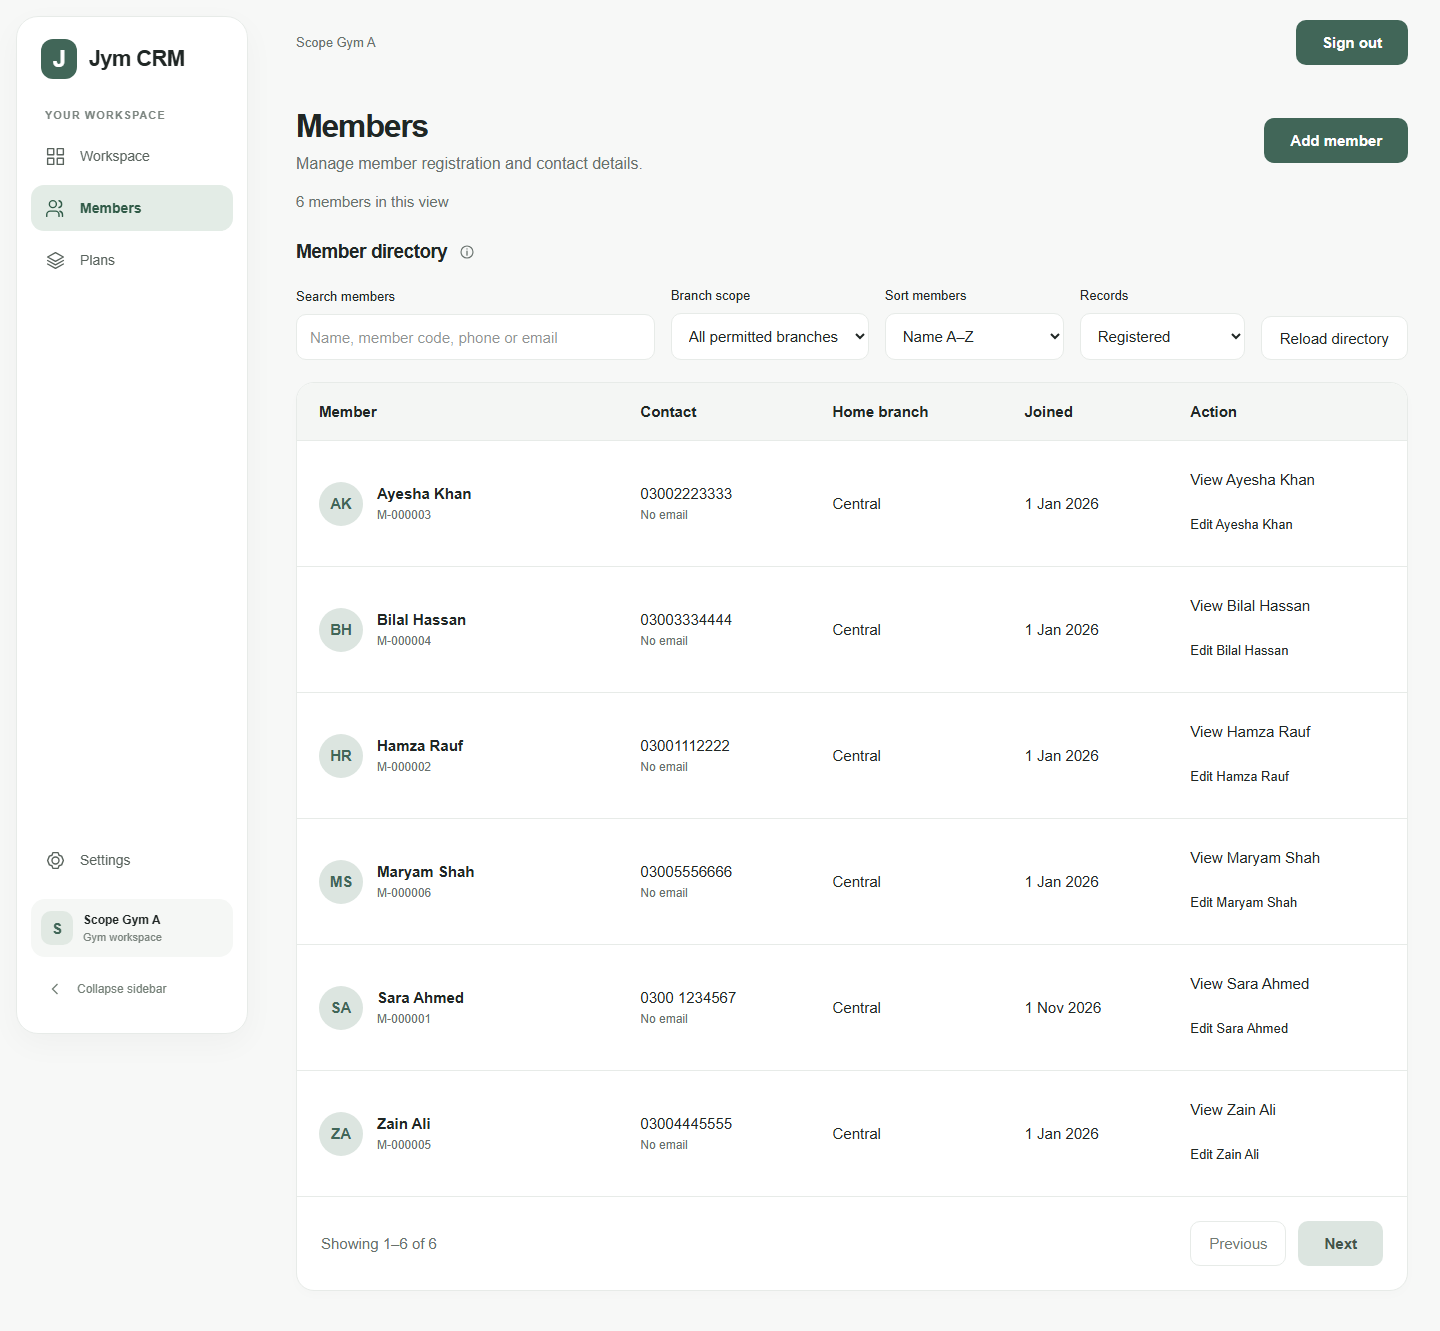 J Jym CRM
Scope Gym A
Sign out
YOUR WORKSPACE
Workspace
Members
Plans
Settings
S
Scope Gym A
Gym workspace
Collapse sidebar
Members
Manage member registration and contact details.
Add member
6 members in this view
Member directory
Search members
Name, member code, phone or email
Branch scope
All permitted branches
Sort members
Name A–Z
Records
Registered
Reload directory
Member Contact Home branch Joined Action
AK
Ayesha Khan
M-000003
03002223333
No email
Central
1 Jan 2026
View Ayesha Khan
Edit Ayesha Khan
BH
Bilal Hassan
M-000004
03003334444
No email
Central
1 Jan 2026
View Bilal Hassan
Edit Bilal Hassan
HR
Hamza Rauf
M-000002
03001112222
No email
Central
1 Jan 2026
View Hamza Rauf
Edit Hamza Rauf
MS
Maryam Shah
M-000006
03005556666
No email
Central
1 Jan 2026
View Maryam Shah
Edit Maryam Shah
SA
Sara Ahmed
M-000001
0300 1234567
No email
Central
1 Nov 2026
View Sara Ahmed
Edit Sara Ahmed
ZA
Zain Ali
M-000005
03004445555
No email
Central
1 Jan 2026
View Zain Ali
Edit Zain Ali
Showing 1–6 of 6
Previous
Next